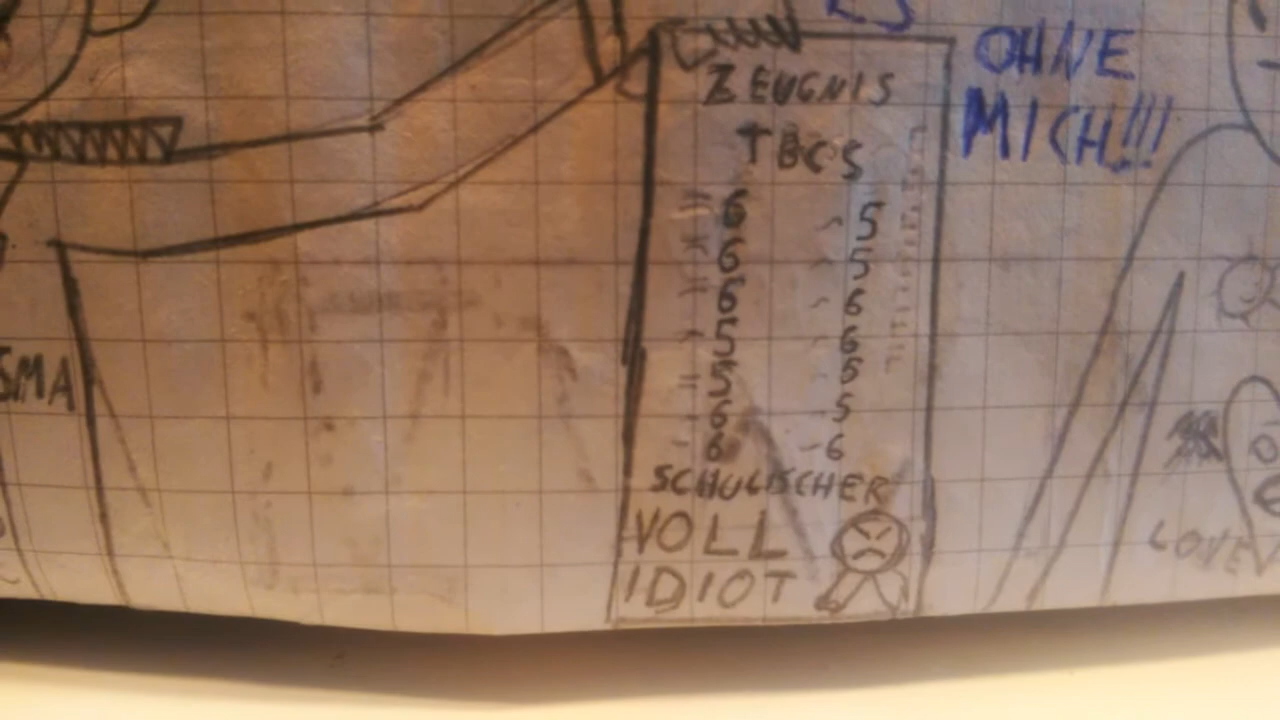 ZEUGNIS
TBCS
= 6 - 5
= 6 - 5
= 6 - 6
- 5 - 6
= 5 - 6
- 6 - 5
- 6 - 6
SCHULISCHER
VOLL
IDIOT
OHNE
MICH!!!
SMA
LOVE